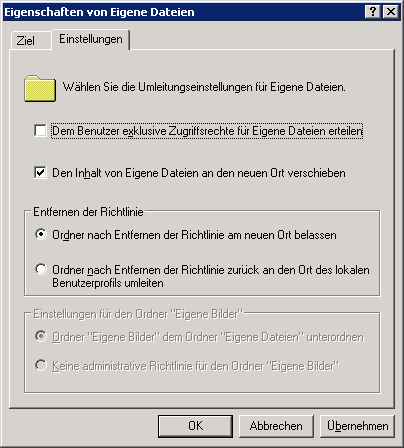 Eigenschaften von Eigene Dateien
Ziel
Einstellungen
Wählen Sie die Umleitungseinstellungen für Eigene Dateien.
Dem Benutzer exklusive Zugriffsrechte für Eigene Dateien erteilen
Den Inhalt von Eigene Dateien an den neuen Ort verschieben
Entfernen der Richtlinie
Ordner nach Entfernen der Richtlinie am neuen Ort belassen
Ordner nach Entfernen der Richtlinie zurück an den Ort des lokalen
Benutzerprofils umleiten
Einstellungen für den Ordner "Eigene Bilder"
Ordner "Eigene Bilder" dem Ordner "Eigene Dateien" unterordnen
Keine administrative Richtlinie für den Ordner "Eigene Bilder"
OK
Abbrechen
Übernehmen